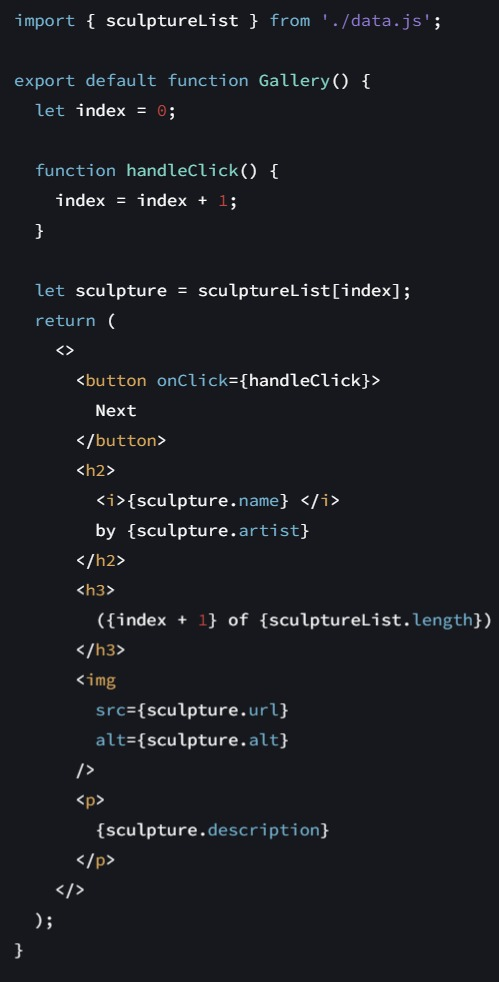 import { sculptureList } from './data.js';

export default function Gallery() {
  let index = 0;

  function handleClick() {
    index = index + 1;
  }

  let sculpture = sculptureList[index];
  return (
    <>
      <button onClick={handleClick}>
        Next
      </button>
      <h2>
        <i>{sculpture.name} </i>
        by {sculpture.artist}
      </h2>
      <h3>
        ({index + 1} of {sculptureList.length})
      </h3>
      <img
        src={sculpture.url}
        alt={sculpture.alt}
      />
      <p>
        {sculpture.description}
      </p>
    </>
  );
}